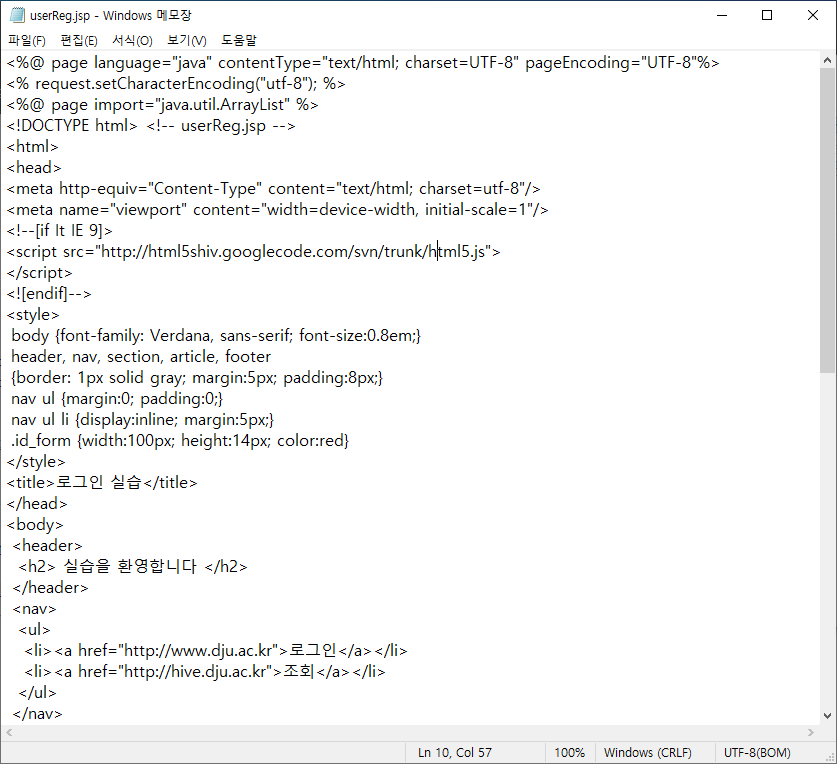 userReg.jsp - Windows 메모장
파일(F) 편집(E) 서식(O) 보기(V) 도움말
<%@ page language="java" contentType="text/html; charset=UTF-8" pageEncoding="UTF-8"%>
<% request.setCharacterEncoding("utf-8"); %>
<%@ page import="java.util.ArrayList" %>
<!DOCTYPE html> <!-- userReg.jsp -->
<html>
<head>
<meta http-equiv="Content-Type" content="text/html; charset=utf-8"/>
<meta name="viewport" content="width=device-width, initial-scale=1"/>
<!--[if lt IE 9]>
<script src="http://html5shiv.googlecode.com/svn/trunk/html5.js">
</script>
<![endif]-->
<style>
 body {font-family: Verdana, sans-serif; font-size:0.8em;}
 header, nav, section, article, footer
 {border: 1px solid gray; margin:5px; padding:8px;}
 nav ul {margin:0; padding:0;}
 nav ul li {display:inline; margin:5px;}
 .id_form {width:100px; height:14px; color:red}
</style>
<title>로그인 실습</title>
</head>
<body>
 <header>
  <h2> 실습을 환영합니다 </h2>
 </header>
 <nav>
  <ul>
   <li><a href="http://www.dju.ac.kr">로그인</a></li>
   <li><a href="http://hive.dju.ac.kr">조회</a></li>
  </ul>
 </nav>
Ln 10, Col 57 100% Windows (CRLF) UTF-8(BOM)